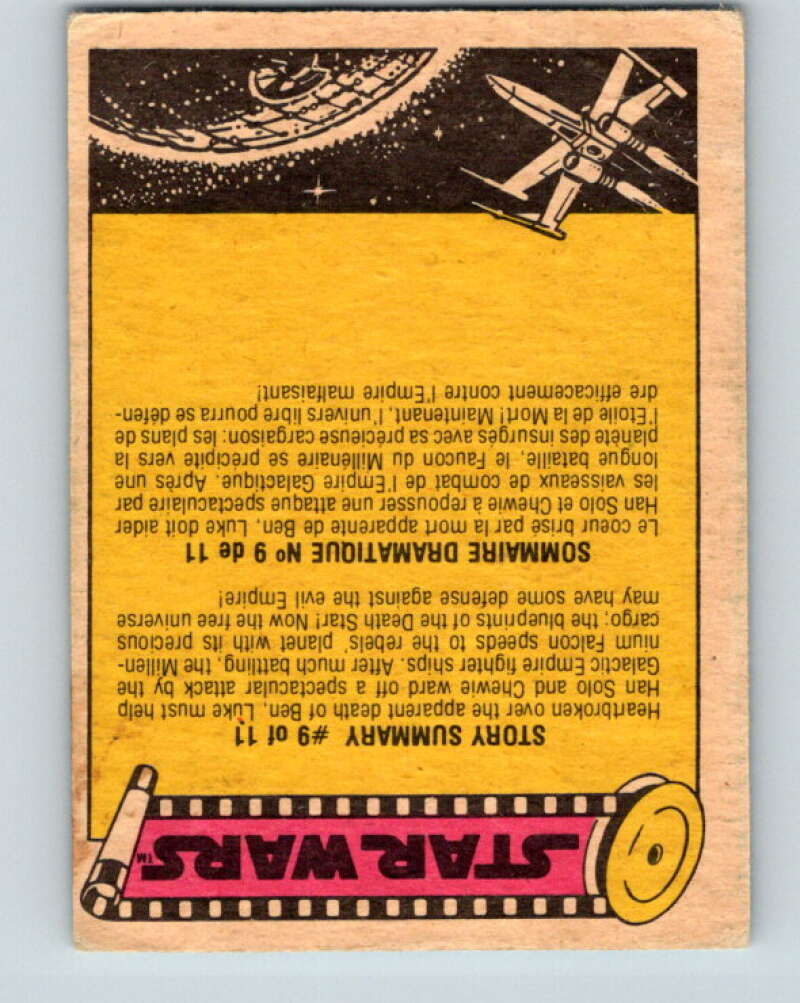 STAR WARS™
STORY SUMMARY #9 of 11
Heartbroken over the apparent death of Ben, Luke must help
Han Solo and Chewie ward off a spectacular attack by the
Galactic Empire fighter ships. After much battling, the Millen-
nium Falcon speeds to the rebels' planet with its precious
cargo; the blueprints of the Death Star! Now the free universe
may have some defense against the evil Empire!
SOMMAIRE DRAMATIQUE Nº 9 de 11
Le coeur brisé par la mort apparente de Ben, Luke doit aider
Han Solo et Chewie à repousser une attaque spectaculaire par
les vaisseaux de combat de l'Empire Galactique. Après une
longue bataille, le Faucon du Millénaire se précipite vers la
planète des insurgés avec sa précieuse cargaison: les plans de
l'Etoile de la Mort! Maintenant, l'univers libre pourra se défen-
dre efficacement contre l'Empire malfaisant!